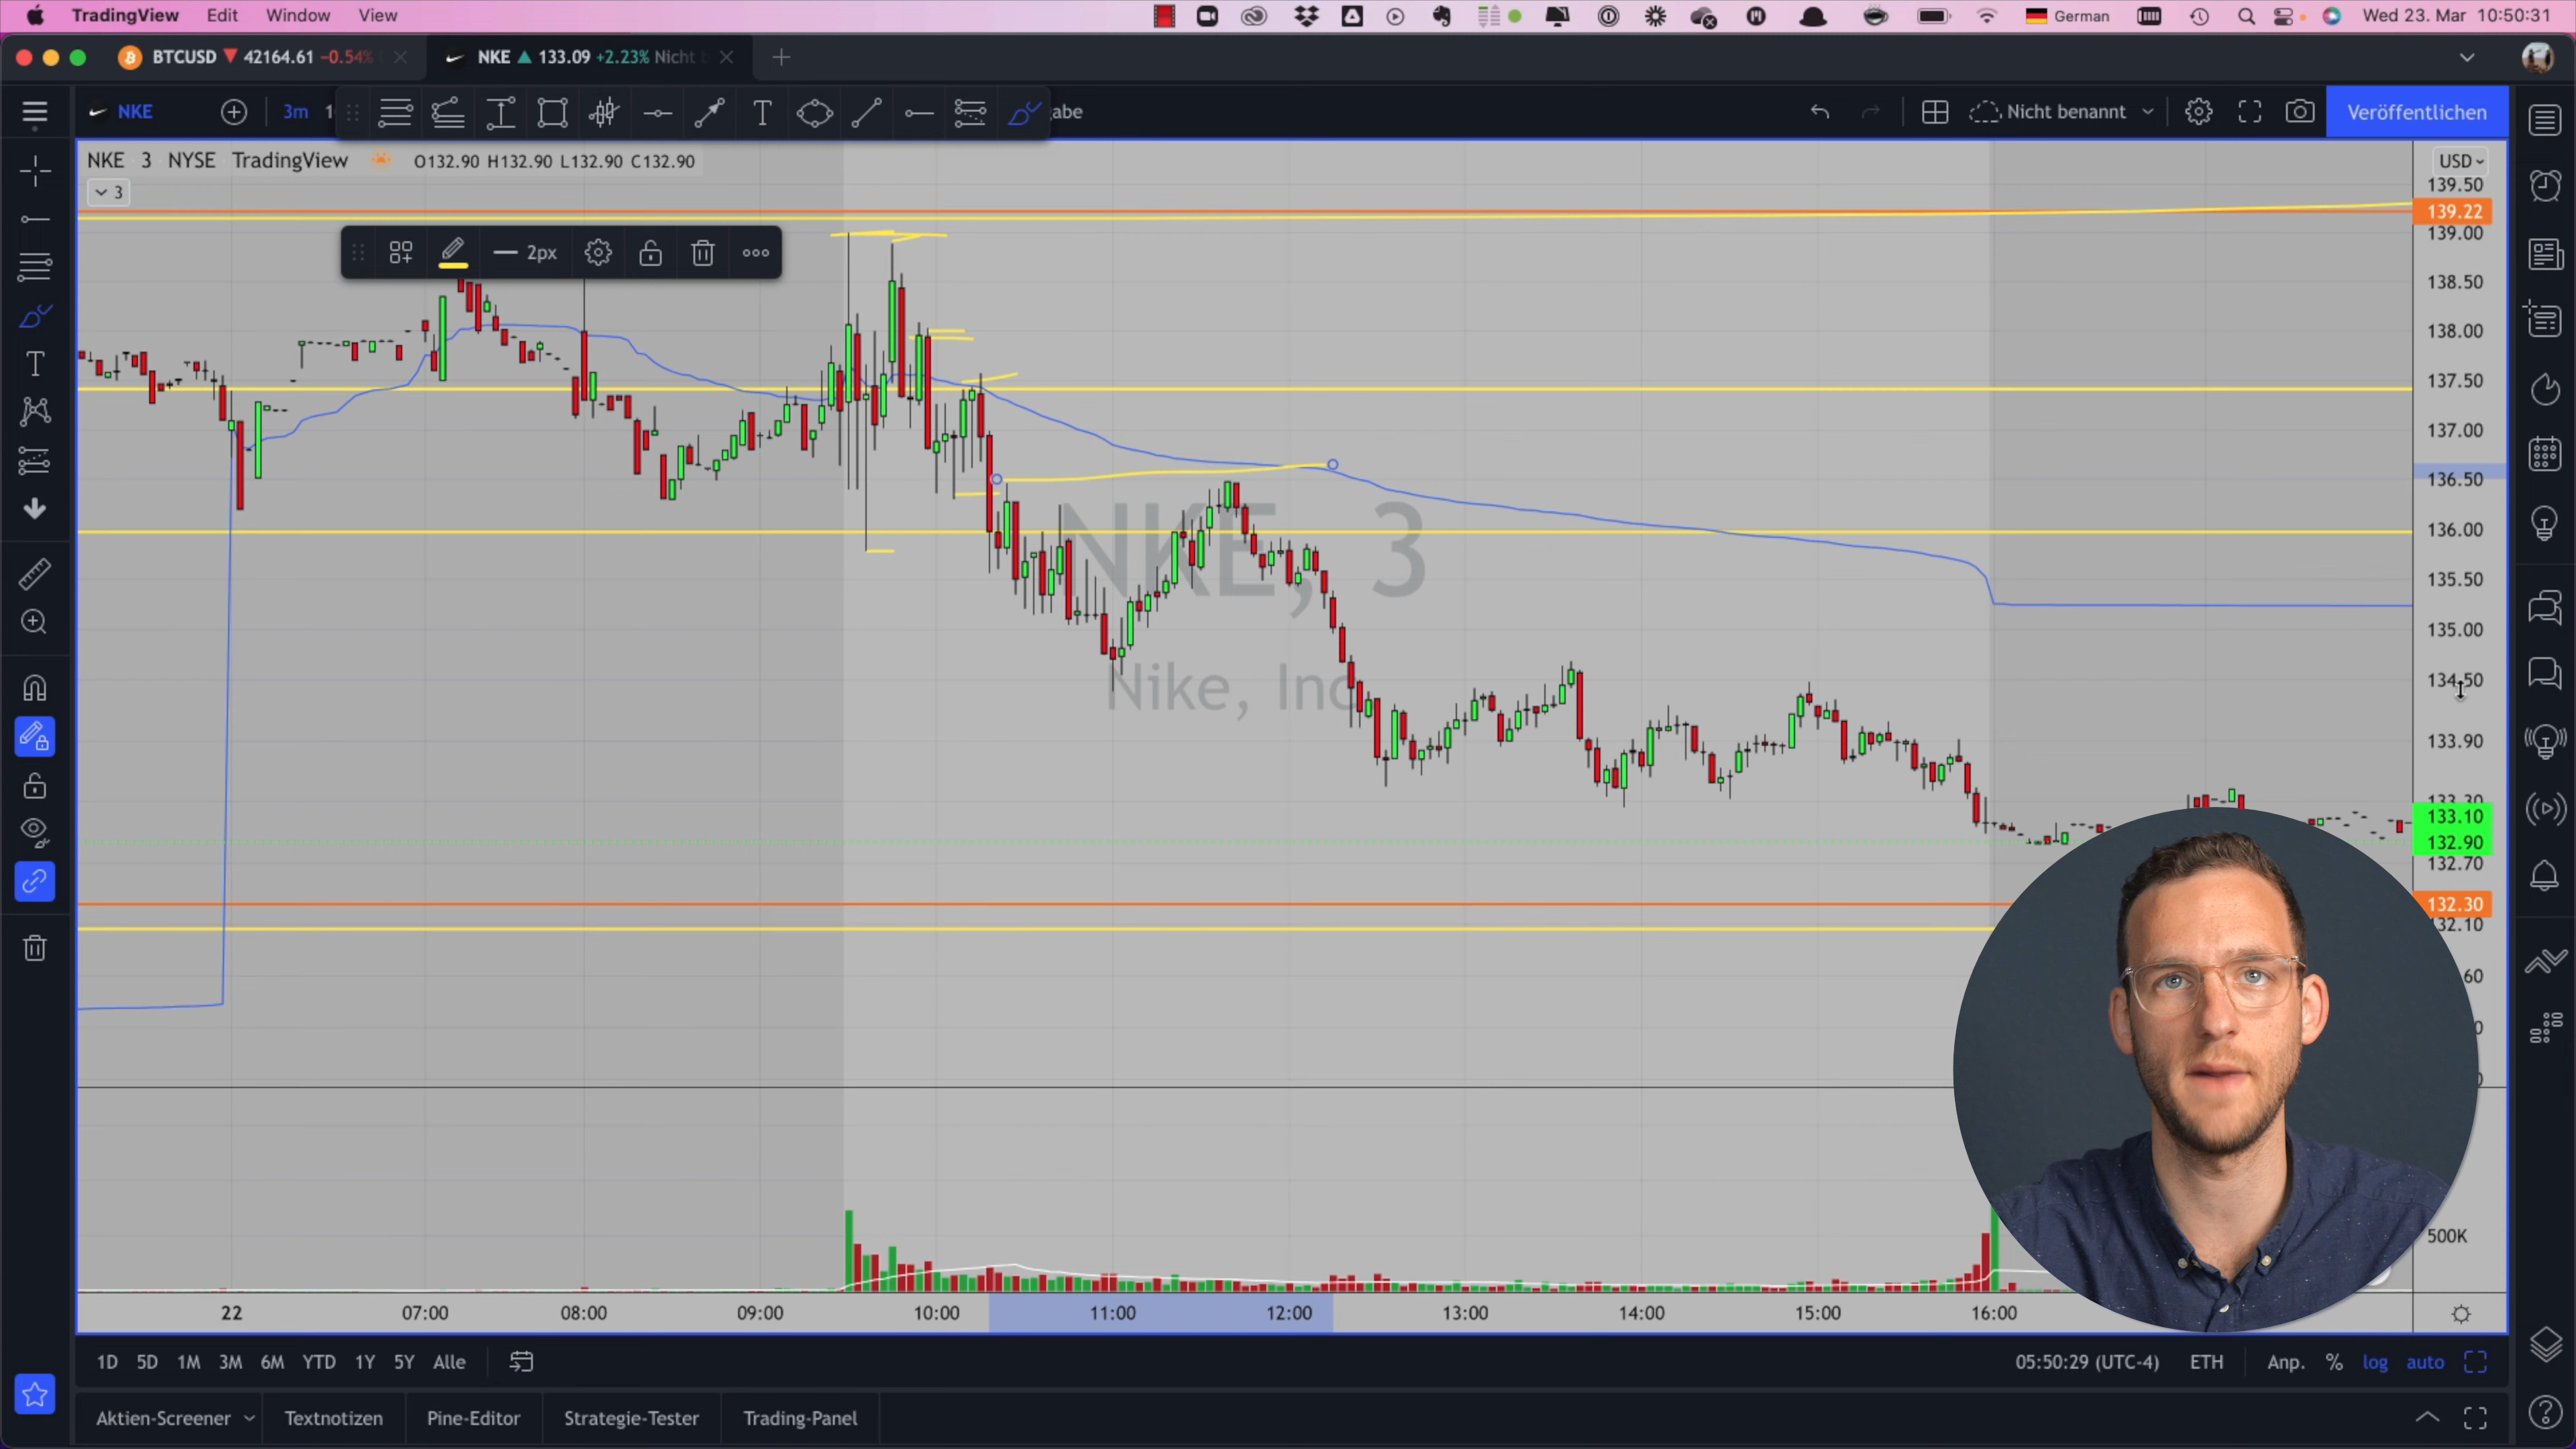 TradingView Edit Window View
German Wed 23. Mar 10:50:31
BTCUSD 42164.61 -0.54%
NKE 133.09 +2.23% Nicht
NKE 3m
abe
Nicht benannt
Veröffentlichen
NKE 3 NYSE TradingView O132.90 H132.90 L132.90 C132.90
3
2px
NKE, 3
Nike, Inc
USD
139.50
139.22
139.00
138.50
138.00
137.50
137.00
136.50
136.00
135.50
135.00
134.50
133.90
133.30
133.10
132.90
132.70
132.30
132.10
500K
22 07:00 08:00 09:00 10:00 11:00 12:00 13:00 14:00 15:00 16:00
1D 5D 1M 3M 6M YTD 1Y 5Y Alle
05:50:29 (UTC-4) ETH Anp. % log auto
Aktien-Screener Textnotizen Pine-Editor Strategie-Tester Trading-Panel